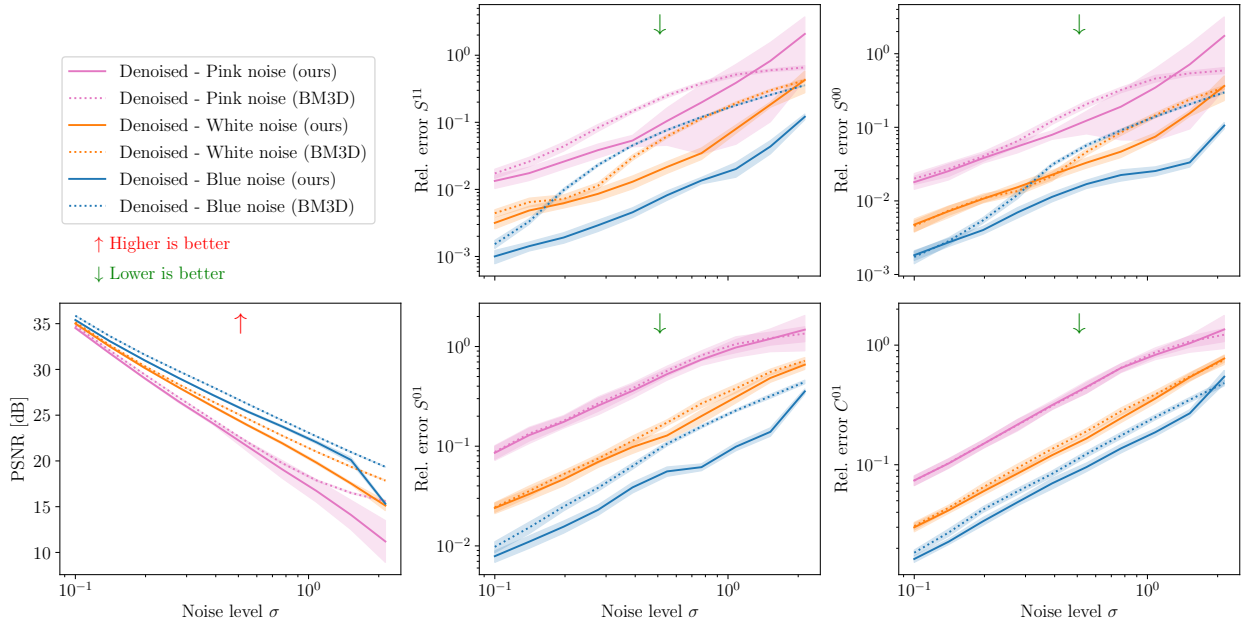 Denoised - Pink noise (ours)
Denoised - Pink noise (BM3D)
Denoised - White noise (ours)
Denoised - White noise (BM3D)
Denoised - Blue noise (ours)
Denoised - Blue noise (BM3D)
↑ Higher is better
↓ Lower is better
↓
Rel. error S¹¹
10⁰
10⁻¹
10⁻²
10⁻³
↓
Rel. error S⁰⁰
10⁰
10⁻¹
10⁻²
10⁻³
↑
PSNR [dB]
35
30
25
20
15
10
10⁻¹
10⁰
Noise level σ
↓
Rel. error S⁰¹
10⁰
10⁻¹
10⁻²
10⁻¹
10⁰
Noise level σ
↓
Rel. error C⁰¹
10⁰
10⁻¹
10⁻¹
10⁰
Noise level σ